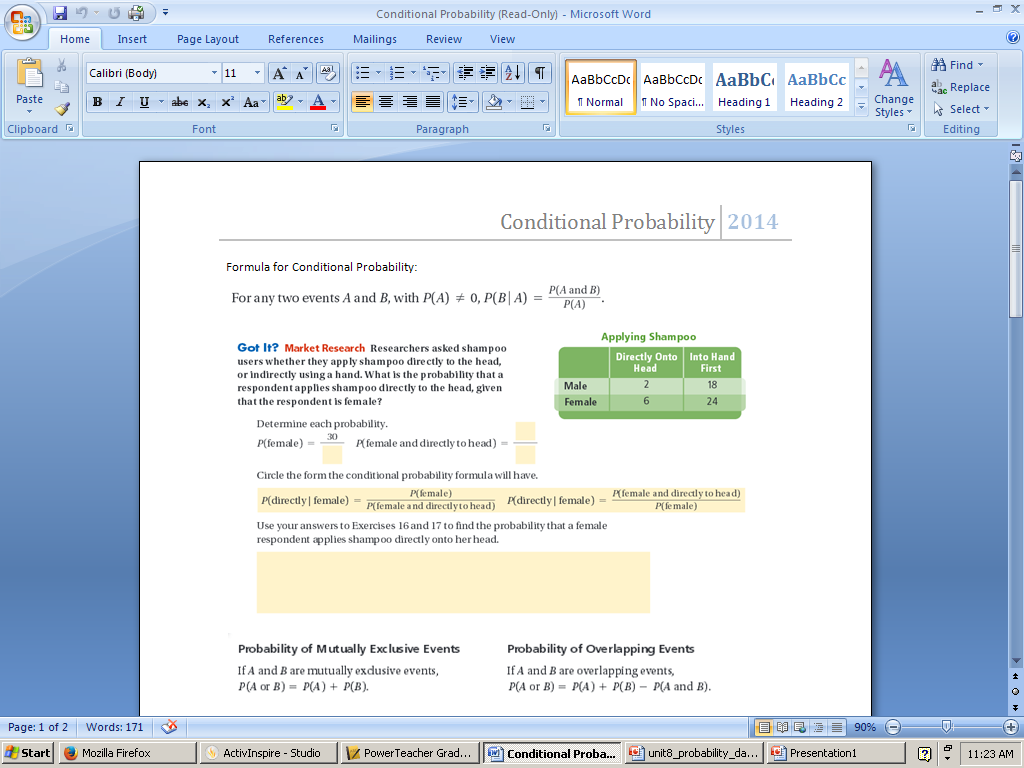 Conditional Probability (Read-Only) - Microsoft Word
Home Insert Page Layout References Mailings Review View
Paste
Calibri (Body) 11
AaBbCcDc AaBbCcDc AaBbC AaBbCc
B I U abc X₂ X² Aa ab A
¶ Normal ¶ No Spaci... Heading 1 Heading 2
Change Styles
Find
Replace
Select
Clipboard Font Paragraph Styles Editing
Conditional Probability 2014
Formula for Conditional Probability:
For any two events A and B, with P(A) ≠ 0, P(B | A) = P(A and B) / P(A).
Got It? Market Research Researchers asked shampoo
users whether they apply shampoo directly to the head,
or indirectly using a hand. What is the probability that a
respondent applies shampoo directly to the head, given
that the respondent is female?
Applying Shampoo
Directly Onto Head Into Hand First
Male 2 18
Female 6 24
Determine each probability.
P(female) = 30 / P(female and directly to head) =
Circle the form the conditional probability formula will have.
P(directly | female) = P(female) / P(female and directly to head) P(directly | female) = P(female and directly to head) / P(female)
Use your answers to Exercises 16 and 17 to find the probability that a female
respondent applies shampoo directly onto her head.
Probability of Mutually Exclusive Events
If A and B are mutually exclusive events,
P(A or B) = P(A) + P(B).
Probability of Overlapping Events
If A and B are overlapping events,
P(A or B) = P(A) + P(B) − P(A and B).
Page: 1 of 2 Words: 171 90%
Start Mozilla Firefox ActivInspire - Studio PowerTeacher Grad... Conditional Proba... unit8_probability_da... Presentation1 11:23 AM